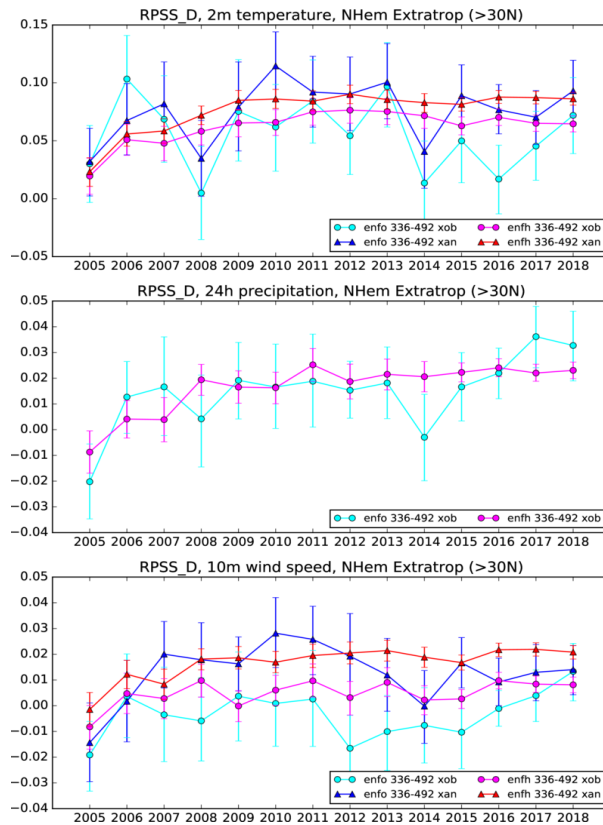 RPSS_D, 2m temperature, NHem Extratrop (>30N)
0.15
0.10
0.05
0.00
−0.05
enfo 336-492 xob
enfh 336-492 xob
enfo 336-492 xan
enfh 336-492 xan
2005 2006 2007 2008 2009 2010 2011 2012 2013 2014 2015 2016 2017 2018
RPSS_D, 24h precipitation, NHem Extratrop (>30N)
0.05
0.04
0.03
0.02
0.01
0.00
−0.01
−0.02
−0.03
−0.04
enfo 336-492 xob
enfh 336-492 xob
2005 2006 2007 2008 2009 2010 2011 2012 2013 2014 2015 2016 2017 2018
RPSS_D, 10m wind speed, NHem Extratrop (>30N)
0.05
0.04
0.03
0.02
0.01
0.00
−0.01
−0.02
−0.03
−0.04
enfo 336-492 xob
enfh 336-492 xob
enfo 336-492 xan
enfh 336-492 xan
2005 2006 2007 2008 2009 2010 2011 2012 2013 2014 2015 2016 2017 2018